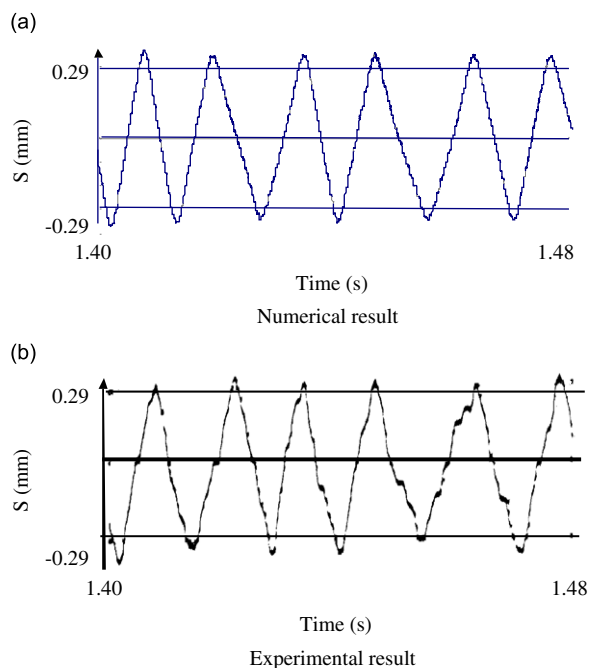 (a)
0.29
S (mm)
-0.29
1.40
1.48
Time (s)
Numerical result
(b)
0.29
S (mm)
-0.29
1.40
1.48
Time (s)
Experimental result